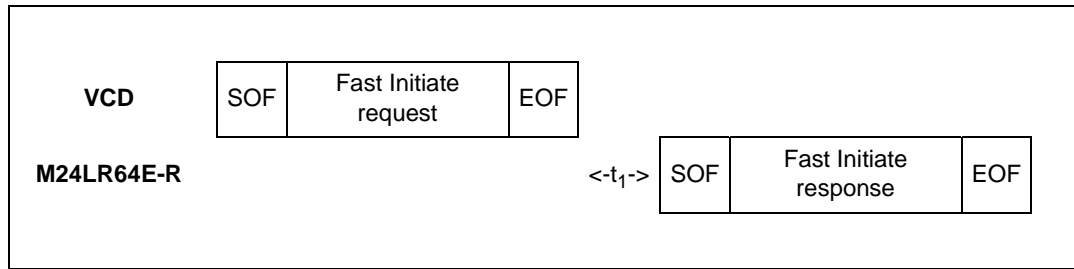 VCD SOF Fast Initiate request EOF
M24LR64E-R <-t1-> SOF Fast Initiate response EOF